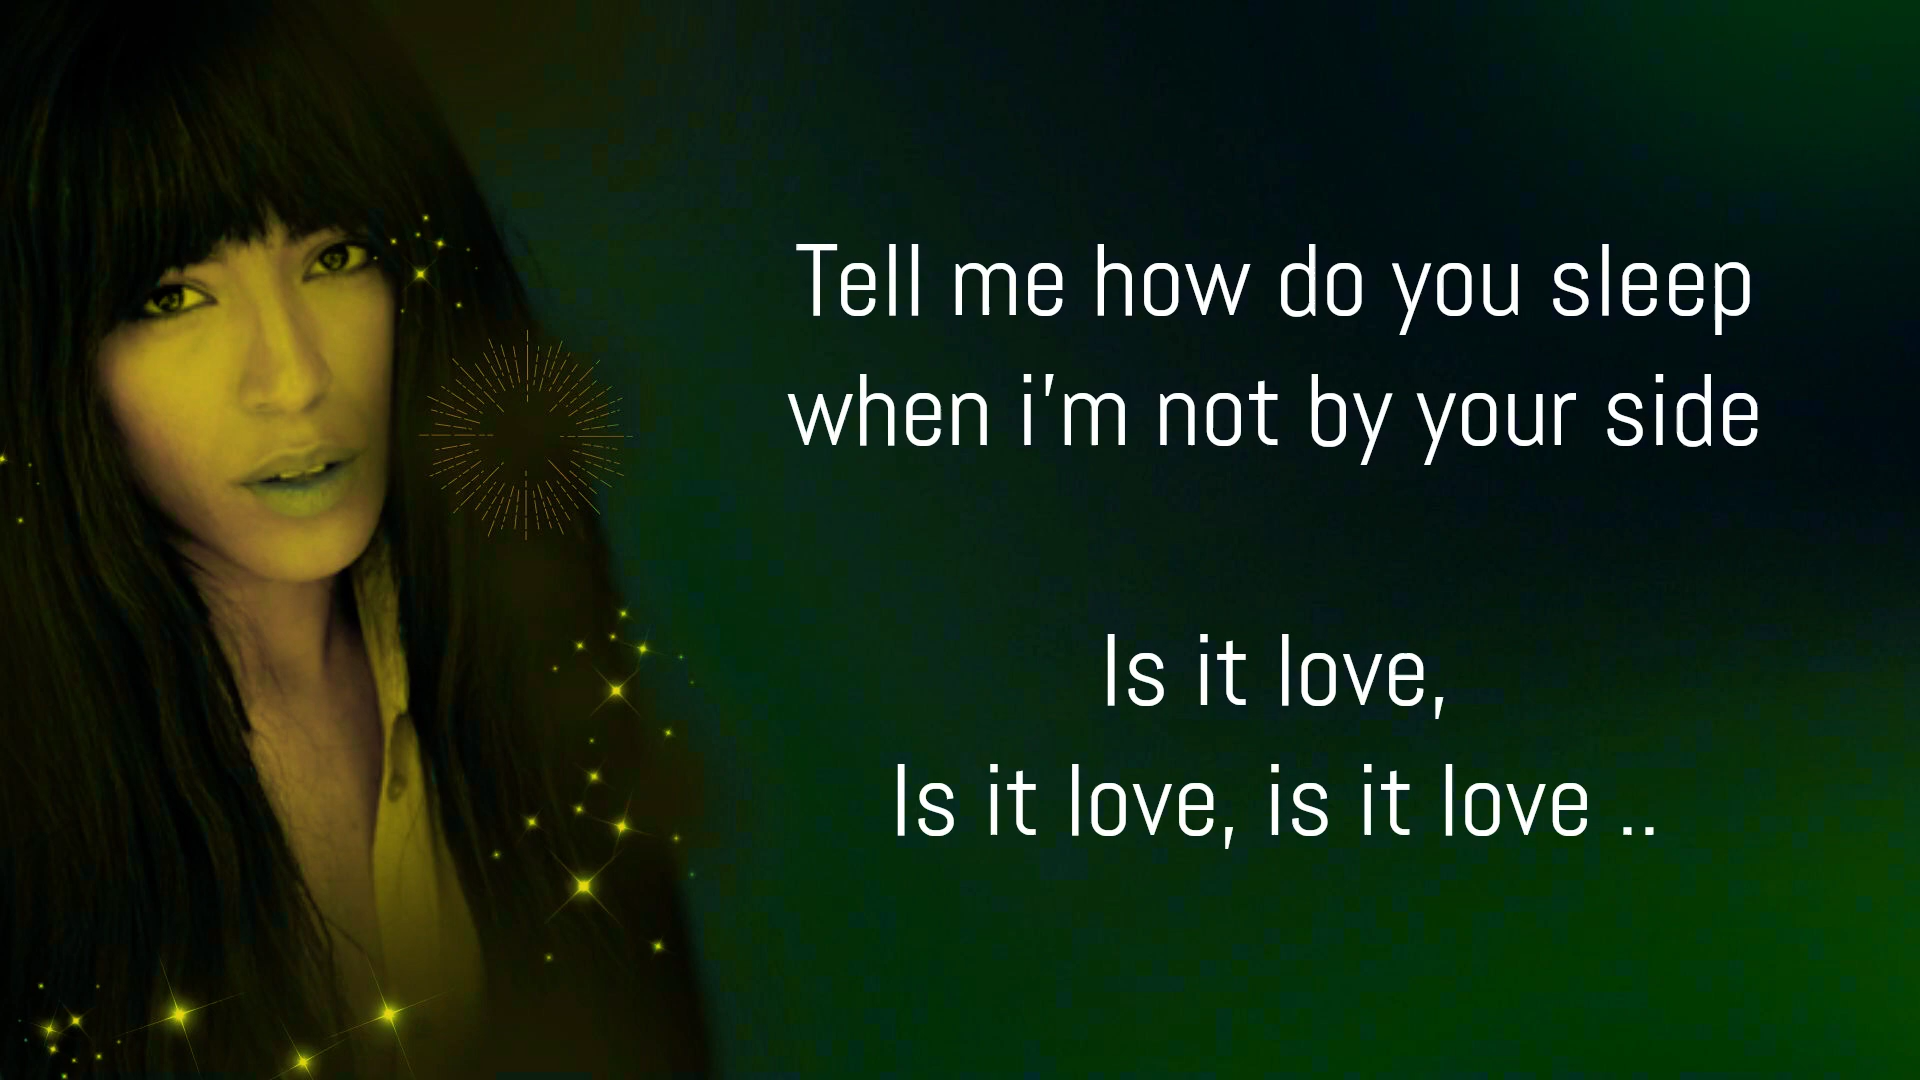 Tell me how do you sleep
when i'm not by your side
Is it love,
Is it love, is it love ..